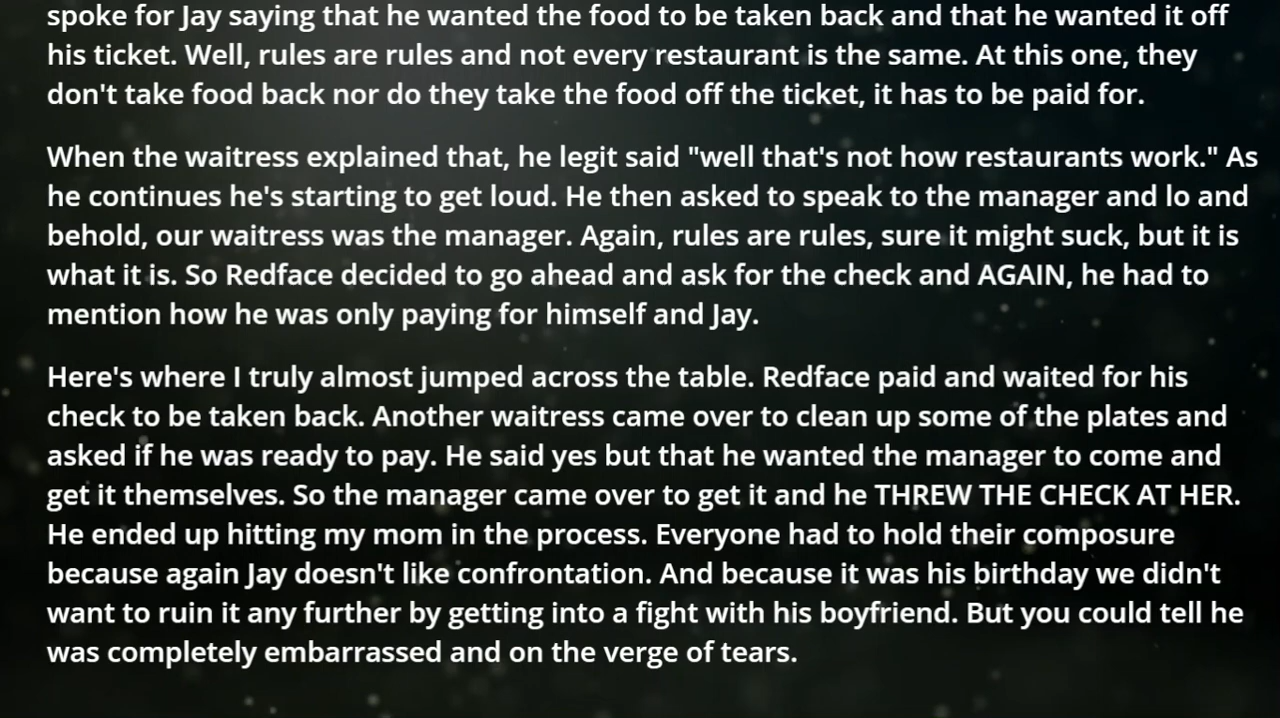 spoke for Jay saying that he wanted the food to be taken back and that he wanted it off
his ticket. Well, rules are rules and not every restaurant is the same. At this one, they
don't take food back nor do they take the food off the ticket, it has to be paid for.
When the waitress explained that, he legit said "well that's not how restaurants work." As
he continues he's starting to get loud. He then asked to speak to the manager and lo and
behold, our waitress was the manager. Again, rules are rules, sure it might suck, but it is
what it is. So Redface decided to go ahead and ask for the check and AGAIN, he had to
mention how he was only paying for himself and Jay.
Here's where I truly almost jumped across the table. Redface paid and waited for his
check to be taken back. Another waitress came over to clean up some of the plates and
asked if he was ready to pay. He said yes but that he wanted the manager to come and
get it themselves. So the manager came over to get it and he THREW THE CHECK AT HER.
He ended up hitting my mom in the process. Everyone had to hold their composure
because again Jay doesn't like confrontation. And because it was his birthday we didn't
want to ruin it any further by getting into a fight with his boyfriend. But you could tell he
was completely embarrassed and on the verge of tears.